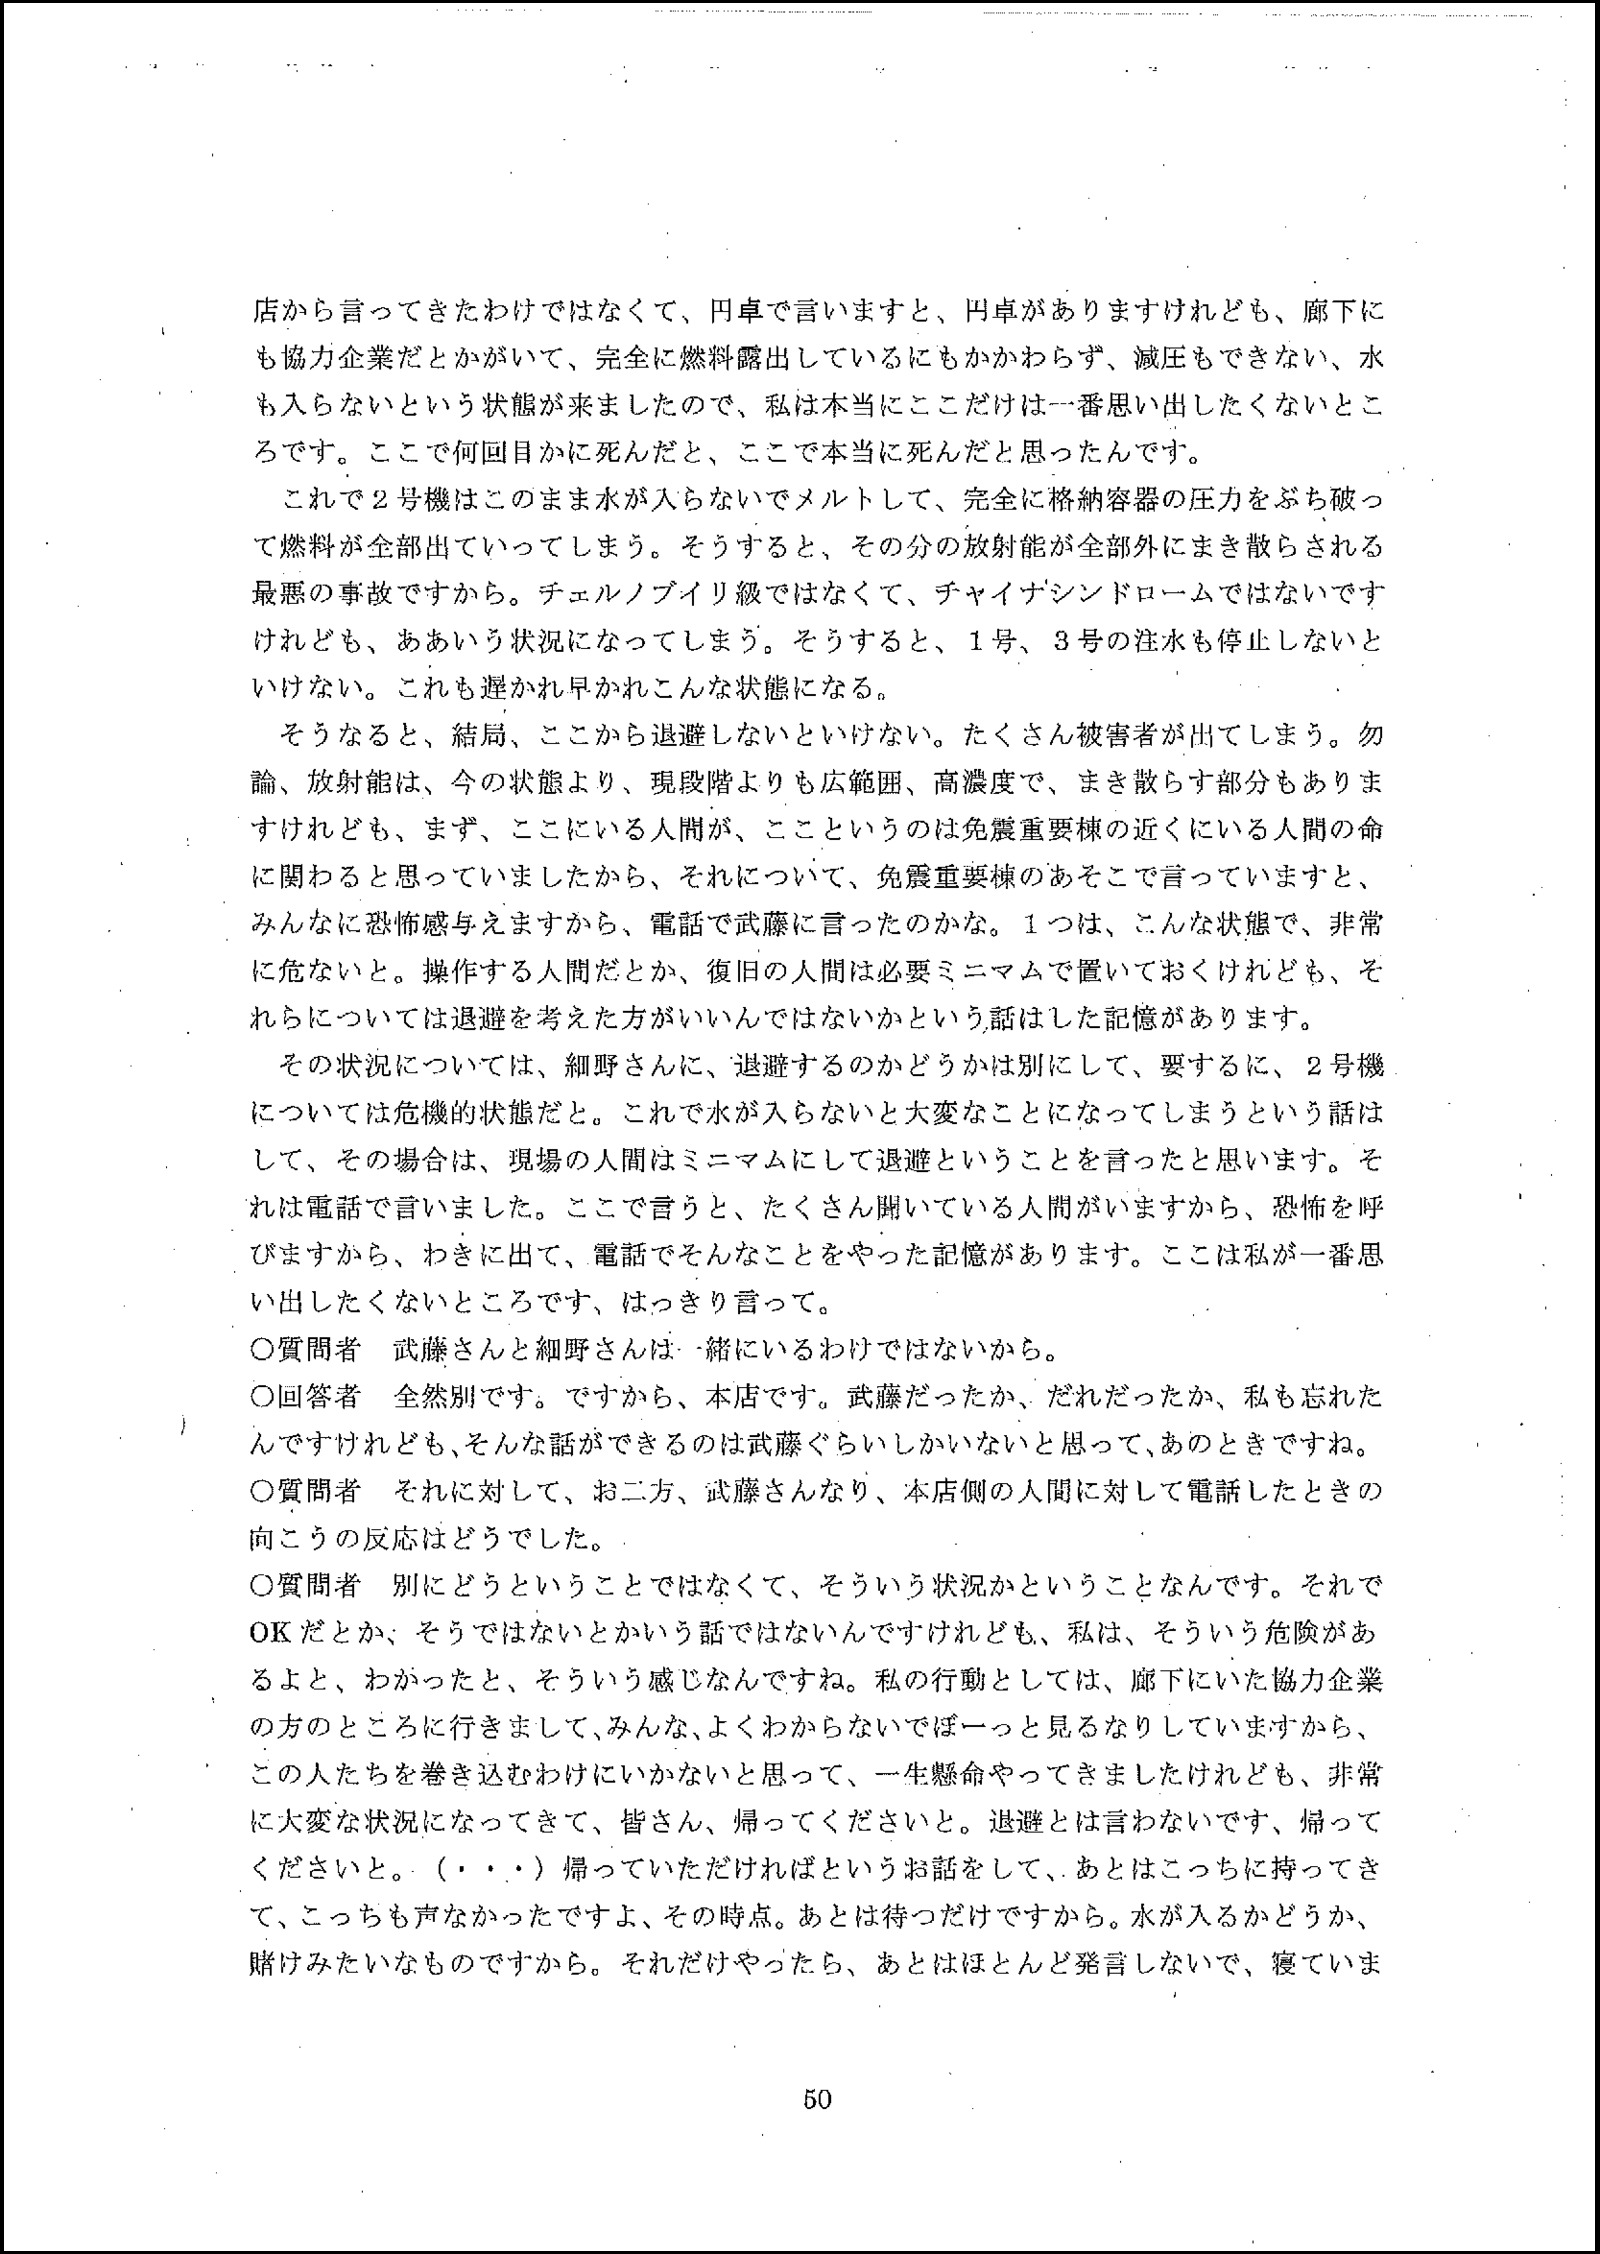 店から言ってきたわけではなくて、円卓で言いますと、円卓がありますけれども、廊下に
も協力企業だとかがいて、完全に燃料露出しているにもかかわらず、減圧もできない、水
も入らないという状態が来ましたので、私は本当にここだけは一番思い出したくないとこ
ろです。ここで何回目かに死んだと、ここで本当に死んだと思ったんです。
これで２号機はこのまま水が入らないでメルトして、完全に格納容器の圧力をぶち破っ
て燃料が全部出ていってしまう。そうすると、その分の放射能が全部外にまき散らされる
最悪の事故ですから。チェルノブイリ級ではなくて、チャイナシンドロームではないです
けれども、ああいう状況になってしまう。そうすると、１号、３号の注水も停止しないと
いけない。これも遅かれ早かれこんな状態になる。
そうなると、結局、ここから退避しないといけない。たくさん被害者が出てしまう。勿
論、放射能は、今の状態より、現段階よりも広範囲、高濃度で、まき散らす部分もありま
すけれども、まず、ここにいる人間が、ここというのは免震重要棟の近くにいる人間の命
に関わると思っていましたから、それについて、免震重要棟のあそこで言っていますと、
みんなに恐怖感与えますから、電話で武藤に言ったのかな。１つは、こんな状態で、非常
に危ないと。操作する人間だとか、復旧の人間は必要ミニマムで置いておくけれども、そ
れらについては退避を考えた方がいいんではないかという話はした記憶があります。
その状況については、細野さんに、退避するのかどうかは別にして、要するに、２号機
については危機的状態だと。これで水が入らないと大変なことになってしまうという話は
して、その場合は、現場の人間はミニマムにして退避ということを言ったと思います。そ
れは電話で言いました。ここで言うと、たくさん聞いている人間がいますから、恐怖を呼
びますから、わきに出て、電話でそんなことをやった記憶があります。ここは私が一番思
い出したくないところです、はっきり言って。
○質問者　武藤さんと細野さんは一緒にいるわけではないから。
○回答者　全然別です。ですから、本店です。武藤だったか、だれだったか、私も忘れた
んですけれども、そんな話ができるのは武藤ぐらいしかいないと思って、あのときですね。
○質問者　それに対して、お二方、武藤さんなり、本店側の人間に対して電話したときの
向こうの反応はどうでした。
○質問者　別にどうということではなくて、そういう状況かということなんです。それで
OKだとか、そうではないとかいう話ではないんですけれども、私は、そういう危険があ
るよと、わかったと、そういう感じなんですね。私の行動としては、廊下にいた協力企業
の方のところに行きまして、みんな、よくわからないでぼーっと見るなりしていますから、
この人たちを巻き込むわけにいかないと思って、一生懸命やってきましたけれども、非常
に大変な状況になってきて、皆さん、帰ってくださいと。退避とは言わないです、帰って
くださいと。（・・・）帰っていただければというお話をして、あとはこっちに持ってき
て、こっちも声なかったですよ、その時点。あとは待つだけですから。水が入るかどうか、
賭けみたいなものですから。それだけやったら、あとはほとんど発言しないで、寝ていま
50